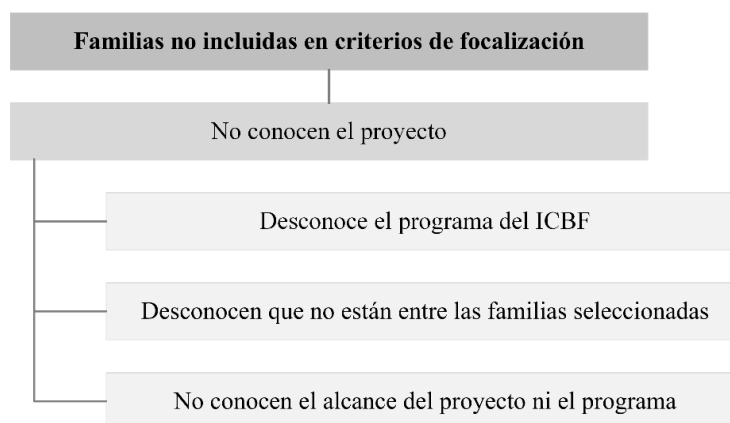 Familias no incluidas en criterios de focalización
No conocen el proyecto
Desconoce el programa del ICBF
Desconocen que no están entre las familias seleccionadas
No conocen el alcance del proyecto ni el programa